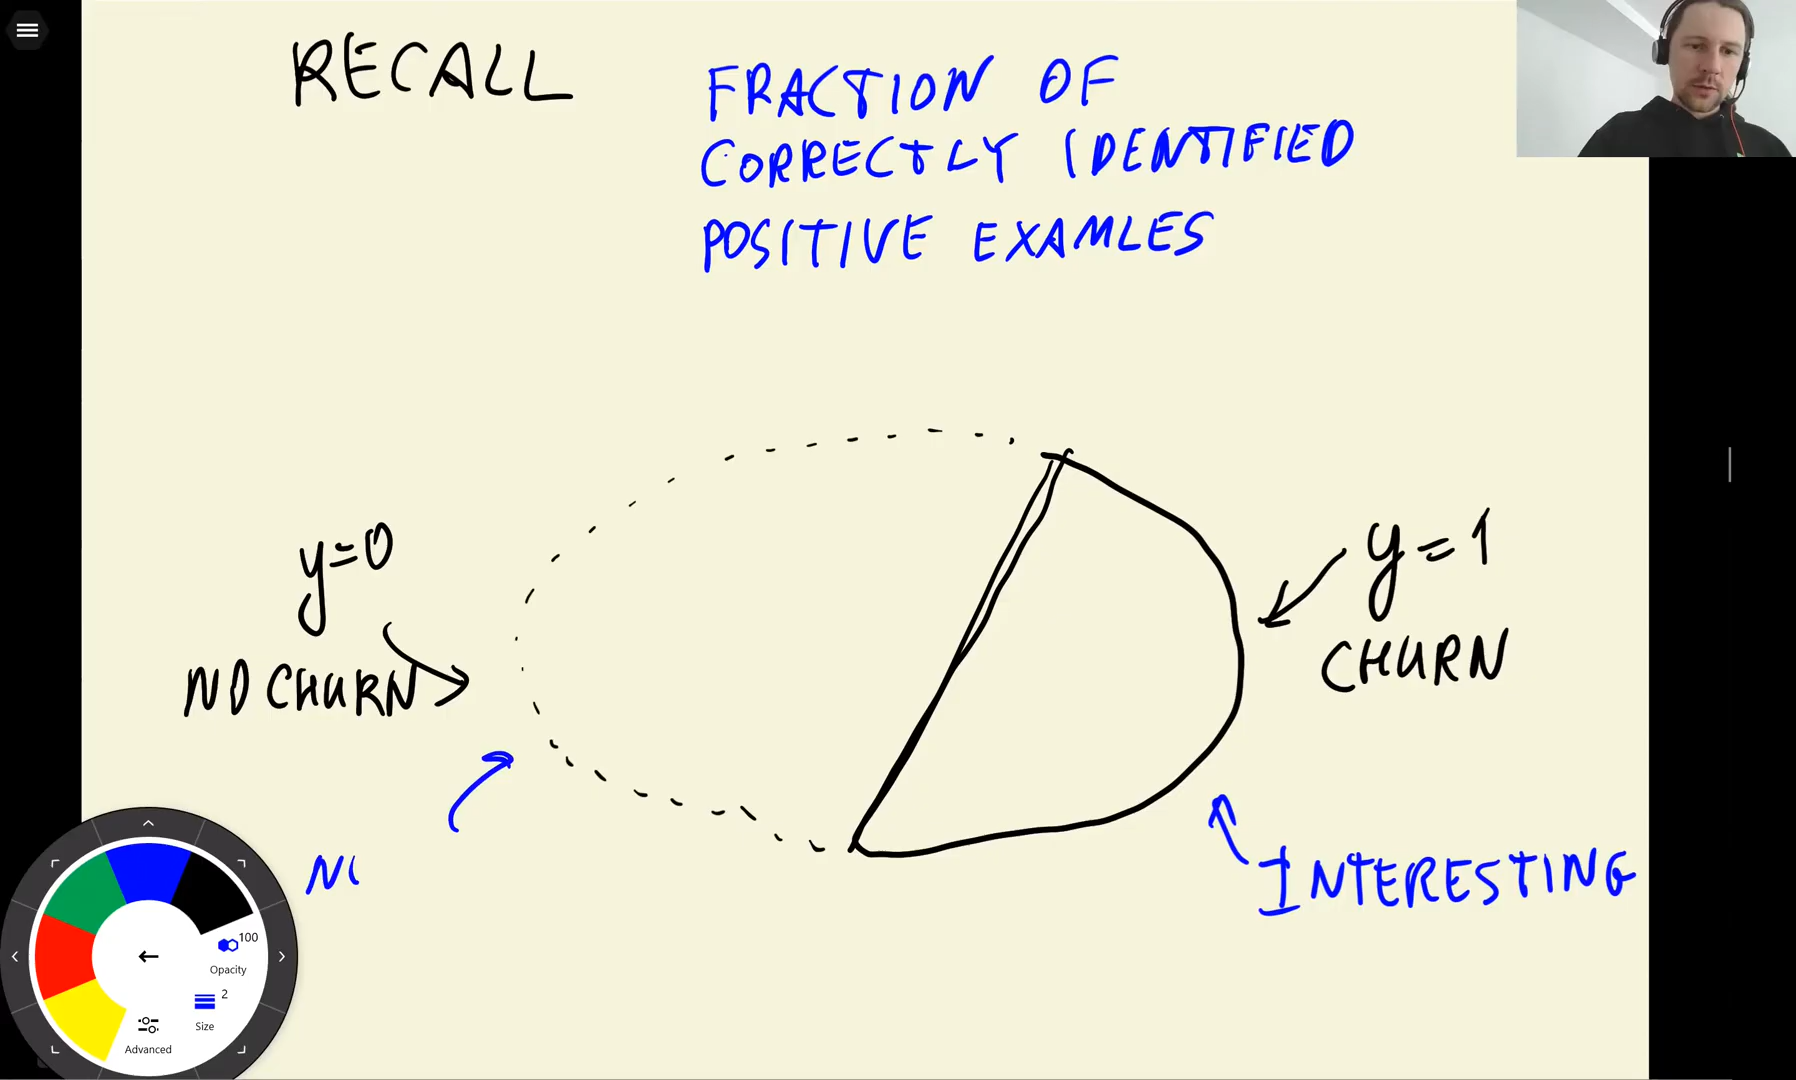 RECALL
FRACTION OF
CORRECTLY IDENTIFIED
POSITIVE EXAMLES
y=0
NO CHURN
y=1
CHURN
INTERESTING
100
Opacity
2
Size
Advanced